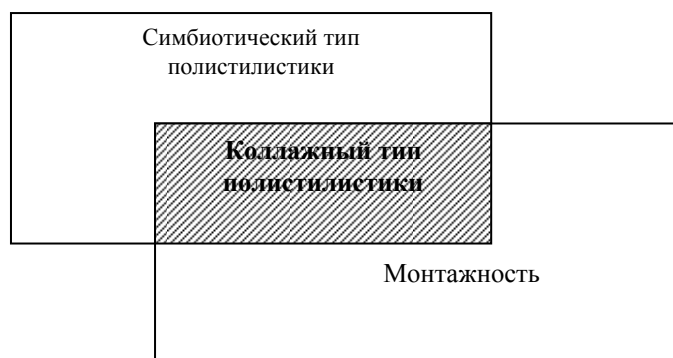 Симбиотический тип
полистилистики
Коллажный тип
полистилистики
Монтажность